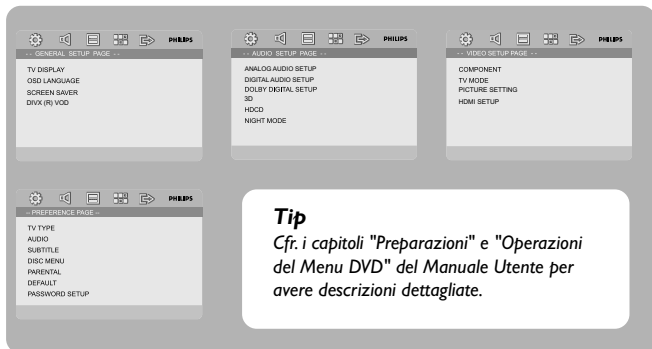 PHILIPS
- - GENERAL SETUP PAGE - -
TV DISPLAY
OSD LANGUAGE
SCREEN SAVER
DIVX (R) VOD
PHILIPS
- - AUDIO SETUP PAGE - -
ANALOG AUDIO SETUP
DIGITAL AUDIO SETUP
DOLBY DIGITAL SETUP
3D
HDCD
NIGHT MODE
PHILIPS
- - VIDEO SETUP PAGE - -
COMPONENT
TV MODE
PICTURE SETTING
HDMI SETUP
PHILIPS
-- PREFERENCE PAGE --
TV TYPE
AUDIO
SUBTITLE
DISC MENU
PARENTAL
DEFAULT
PASSWORD SETUP
Tip
Cfr. i capitoli "Preparazioni" e "Operazioni
del Menu DVD" del Manuale Utente per
avere descrizioni dettagliate.